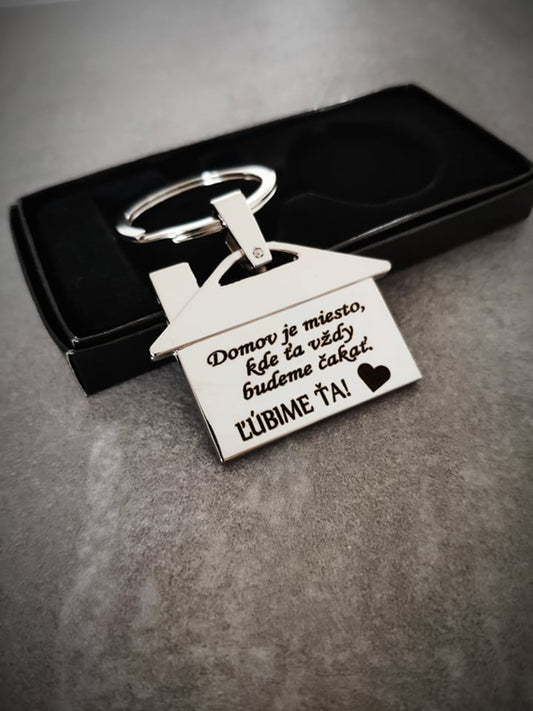 Domov je miesto,
kde ťa vždy
budeme čakať.
ĽÚBIME ŤA!